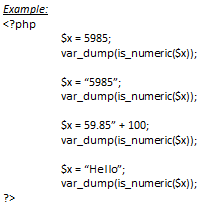 Example:
<?php
$x = 5985;
var_dump(is_numeric($x));
$x = “5985”;
var_dump(is_numeric($x));
$x = 59.85” + 100;
var_dump(is_numeric($x));
$x = “Hello”;
var_dump(is_numeric($x));
?>